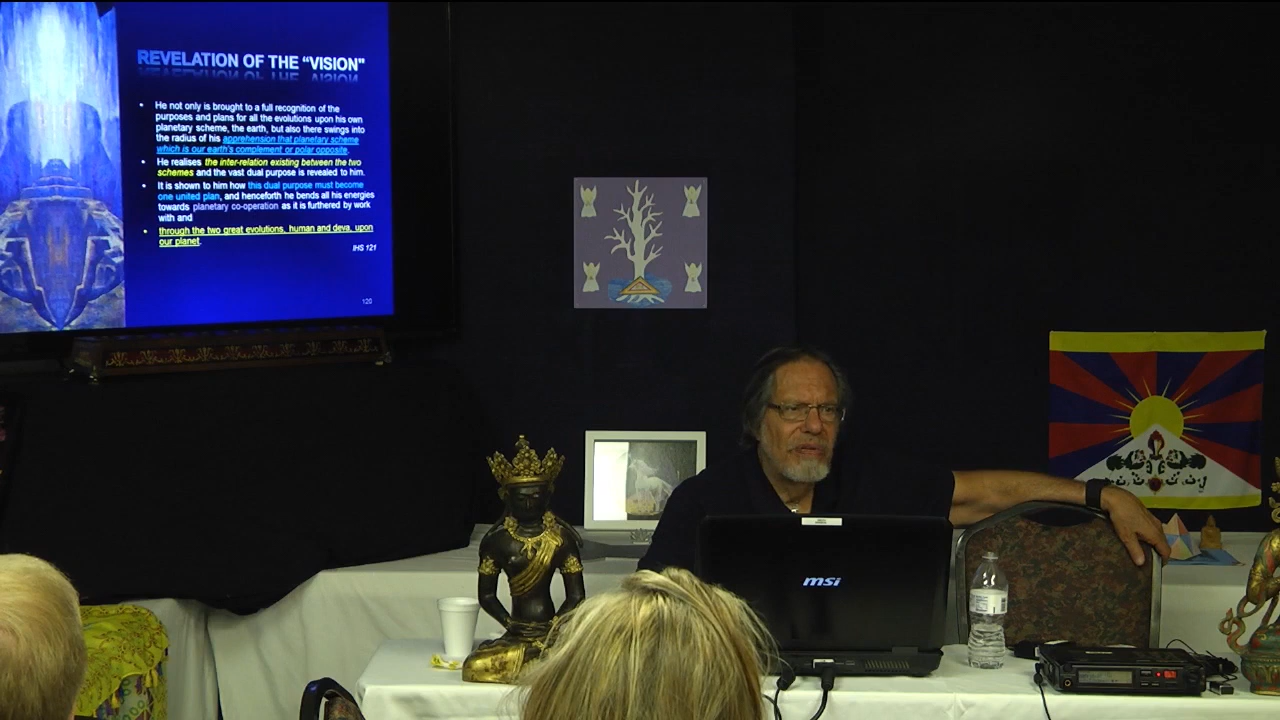 REVELATION OF THE “VISION"
• He not only is brought to a full recognition of the
purposes and plans for all the evolutions upon his own
planetary scheme, the earth, but also there swings into
the radius of his apprehension that planetary scheme
which is our earth's complement or polar opposite.
• He realises the inter-relation existing between the two
schemes and the vast dual purpose is revealed to him.
• It is shown to him how this dual purpose must become
one united plan, and henceforth he bends all his energies
towards planetary co-operation as it is furthered by work
with and
• through the two great evolutions, human and deva, upon
our planet.
IHS 121
120
msi